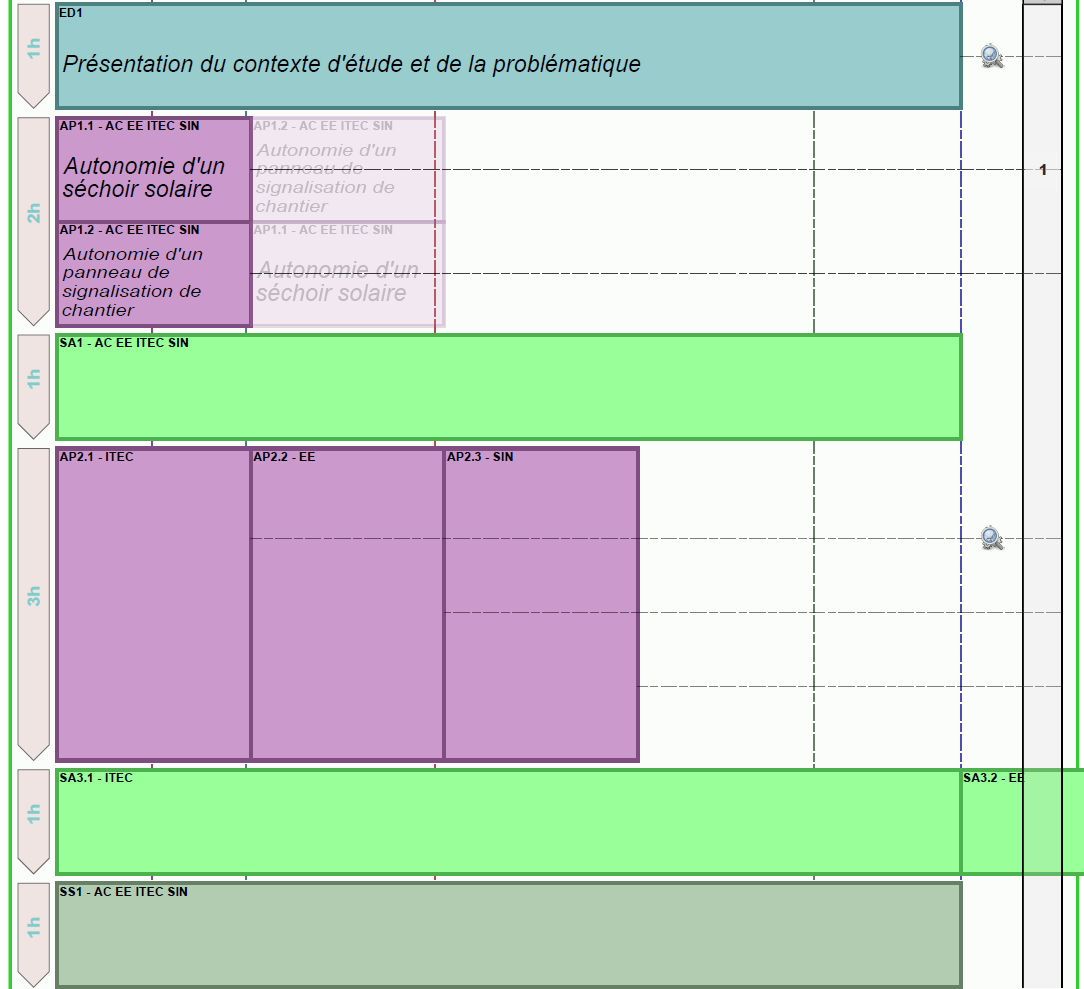 ED1
1h
Présentation du contexte d'étude et de la problématique
AP1.1 - AC EE ITEC SIN
AP1.2 - AC EE ITEC SIN
Autonomie d'un
séchoir solaire
Autonomie d'un
panneau de
signalisation de
chantier
1
2h
AP1.2 - AC EE ITEC SIN
AP1.1 - AC EE ITEC SIN
Autonomie d'un
panneau de
signalisation de
chantier
Autonomie d'un
séchoir solaire
SA1 - AC EE ITEC SIN
1h
AP2.1 - ITEC
AP2.2 - EE
AP2.3 - SIN
3h
SA3.1 - ITEC
SA3.2 - EE
1h
SS1 - AC EE ITEC SIN
1h